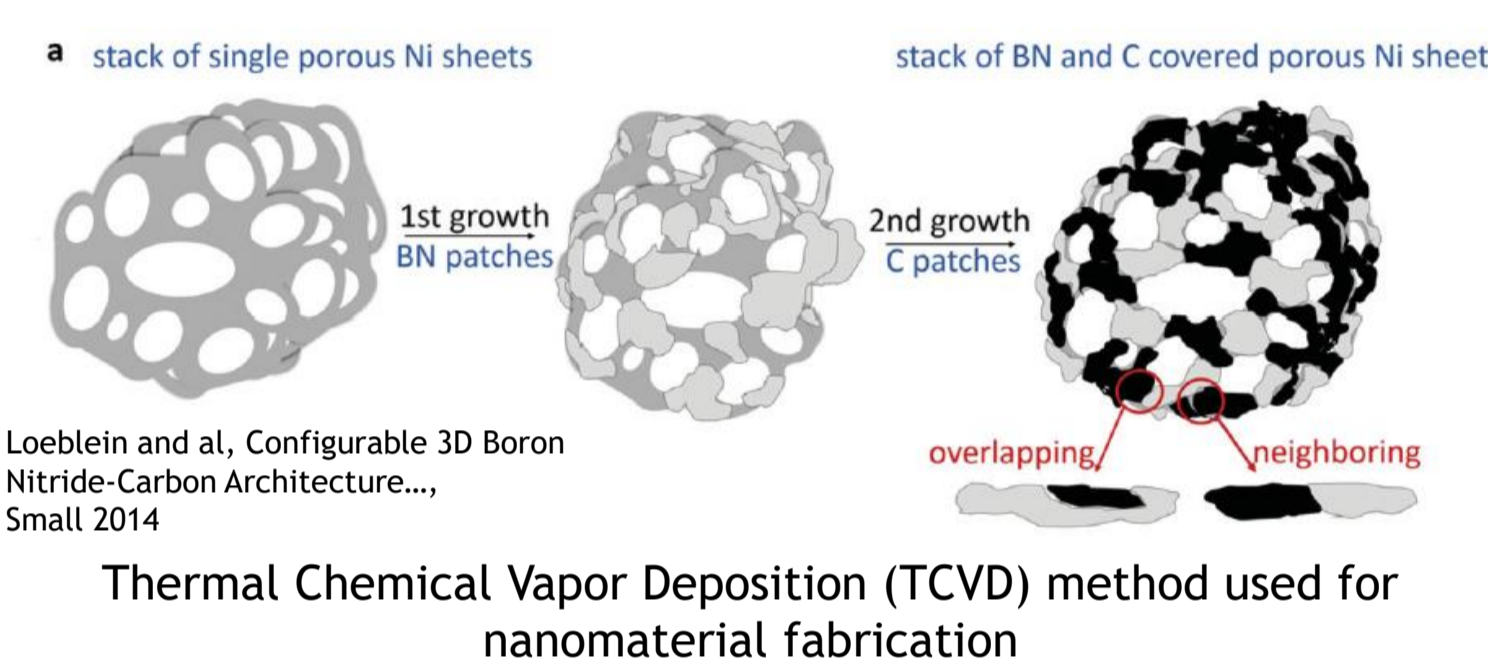 a stack of single porous Ni sheets
stack of BN and C covered porous Ni sheet
1st growth
BN patches
2nd growth
C patches
overlapping
neighboring
Loeblein and al, Configurable 3D Boron
Nitride-Carbon Architecture…,
Small 2014
Thermal Chemical Vapor Deposition (TCVD) method used for
nanomaterial fabrication